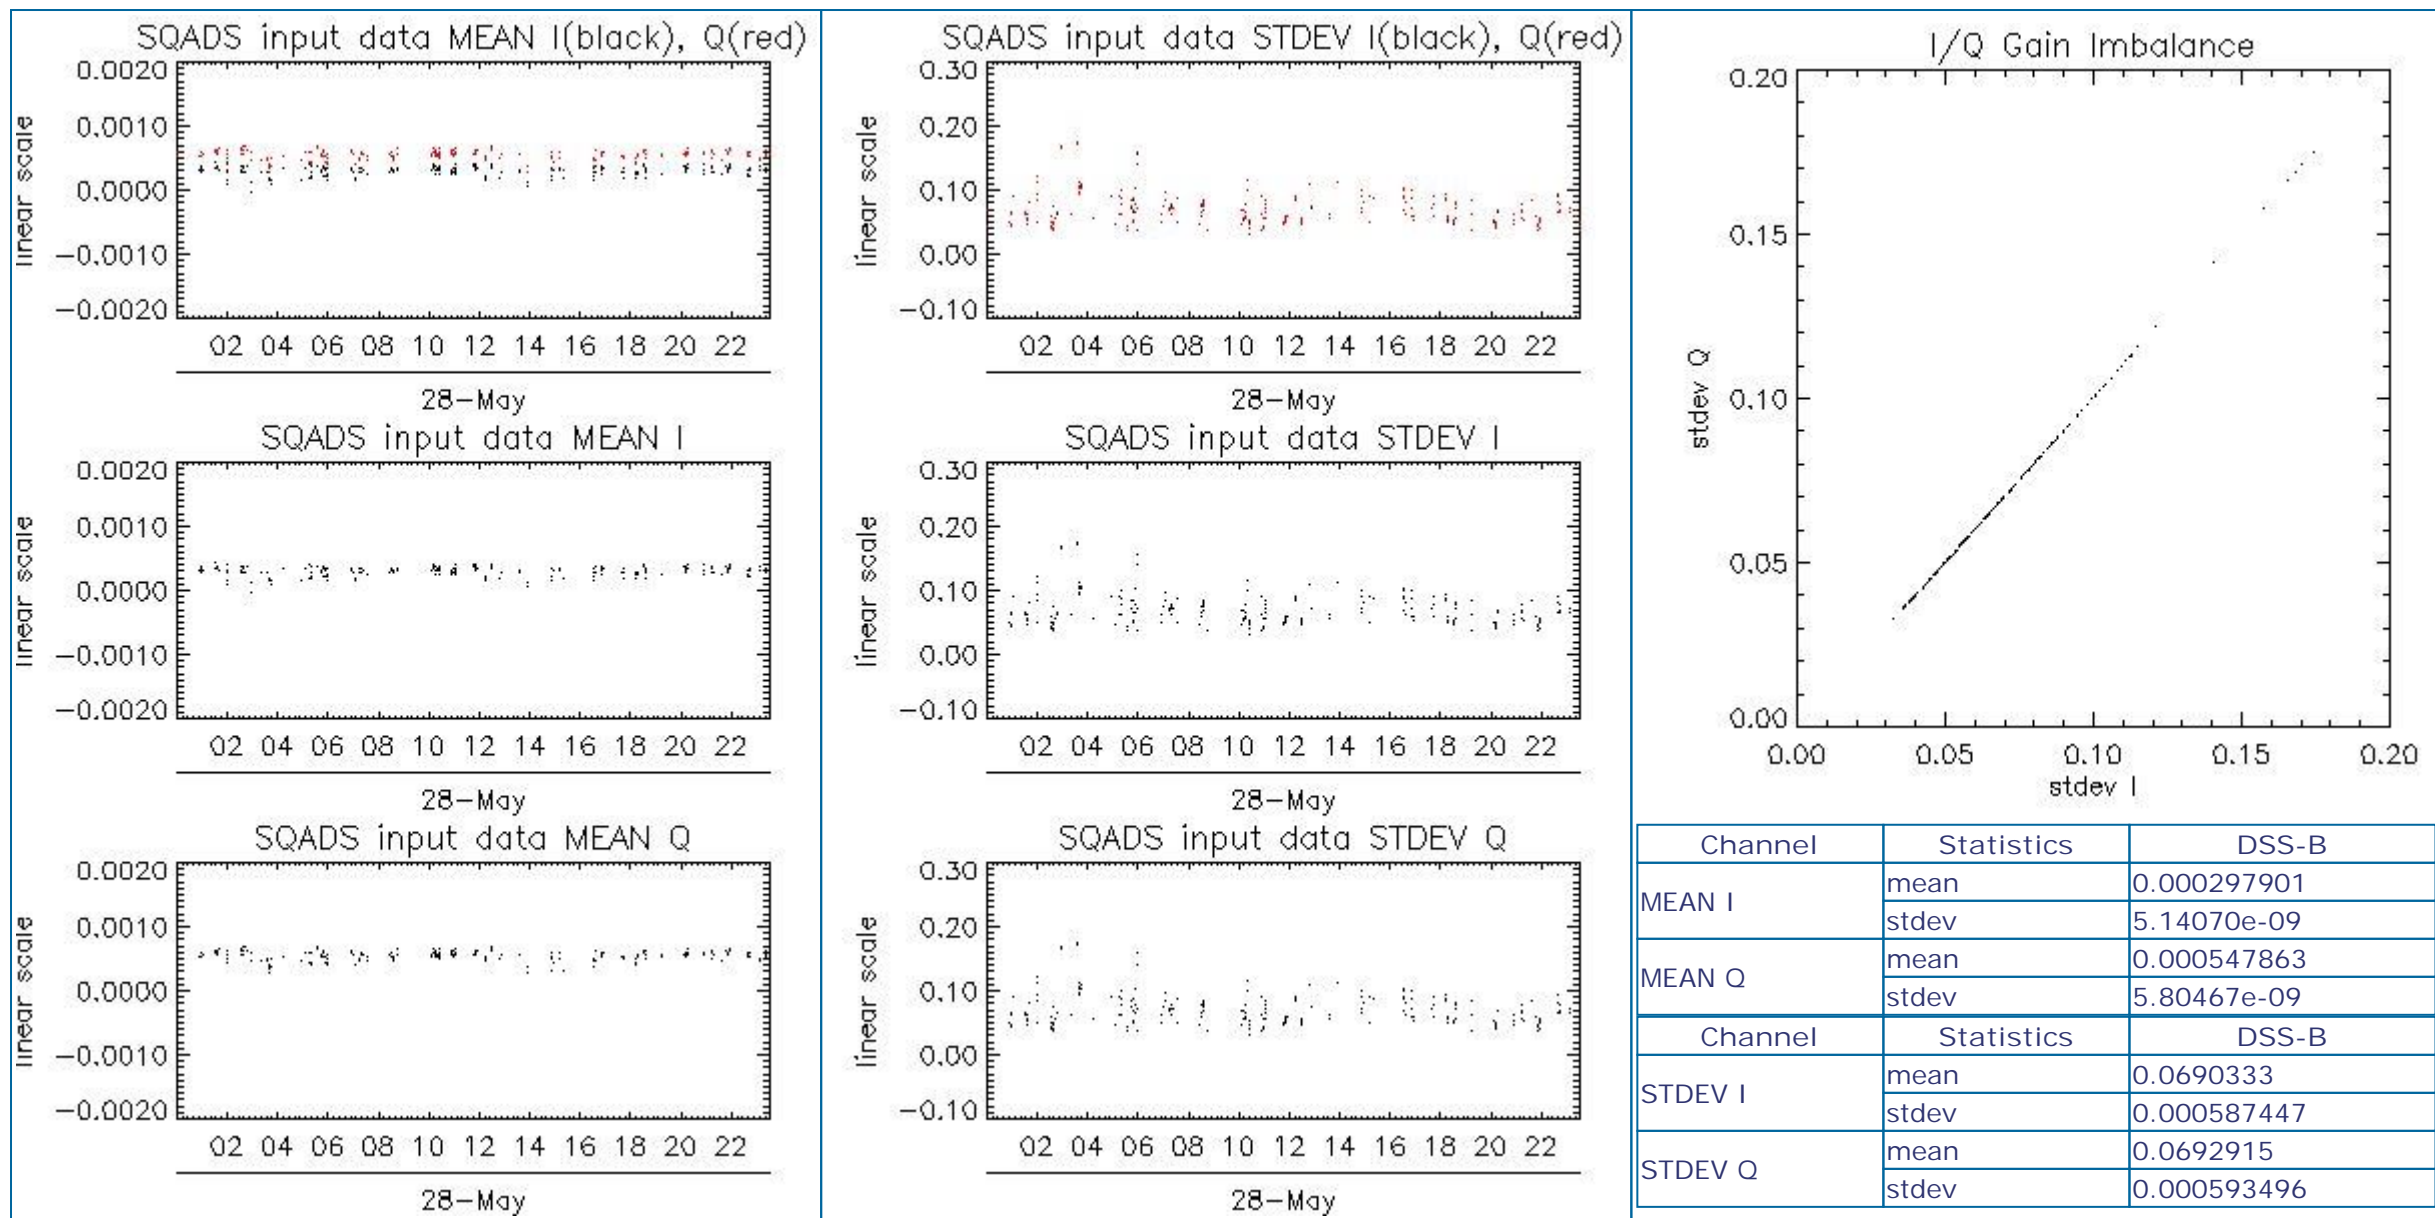 SQADS input data MEAN I(black), Q(red)
0.0020
0.0010
0.0000
−0.0010
−0.0020
linear scale
02 04 06 08 10 12 14 16 18 20 22
28−May
SQADS input data MEAN I
0.0020
0.0010
0.0000
−0.0010
−0.0020
linear scale
02 04 06 08 10 12 14 16 18 20 22
28−May
SQADS input data MEAN Q
0.0020
0.0010
0.0000
−0.0010
−0.0020
linear scale
02 04 06 08 10 12 14 16 18 20 22
28−May
SQADS input data STDEV I(black), Q(red)
0.30
0.20
0.10
0.00
−0.10
linear scale
02 04 06 08 10 12 14 16 18 20 22
28−May
SQADS input data STDEV I
0.30
0.20
0.10
0.00
−0.10
linear scale
02 04 06 08 10 12 14 16 18 20 22
28−May
SQADS input data STDEV Q
0.30
0.20
0.10
0.00
−0.10
linear scale
02 04 06 08 10 12 14 16 18 20 22
28−May
I/Q Gain Imbalance
0.20
0.15
0.10
0.05
0.00
stdev Q
0.00 0.05 0.10 0.15 0.20
stdev I
Channel Statistics DSS-B
MEAN I mean 0.000297901
stdev 5.14070e-09
MEAN Q mean 0.000547863
stdev 5.80467e-09
Channel Statistics DSS-B
STDEV I mean 0.0690333
stdev 0.000587447
STDEV Q mean 0.0692915
stdev 0.000593496